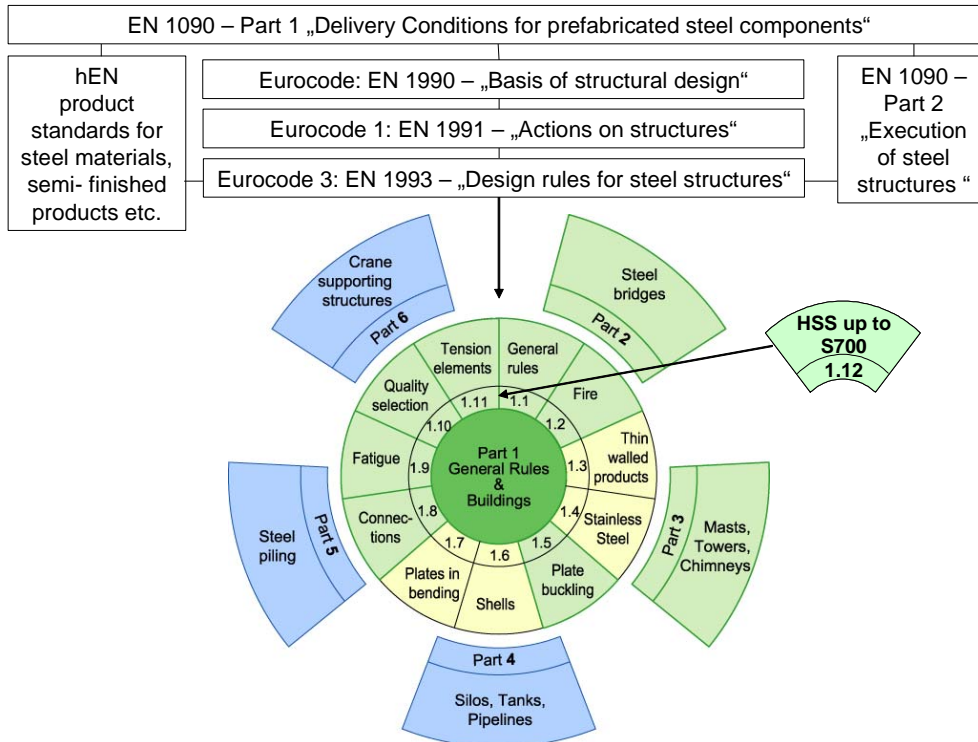 EN 1090 – Part 1 „Delivery Conditions for prefabricated steel components“
hEN
product
standards for
steel materials,
semi- finished
products etc.
Eurocode: EN 1990 – „Basis of structural design“
Eurocode 1: EN 1991 – „Actions on structures“
Eurocode 3: EN 1993 – „Design rules for steel structures“
EN 1090 –
Part 2
„Execution
of steel
structures “
Crane
supporting
structures
Part 6
Steel
bridges
Part 2
HSS up to
S700
1.12
Tension
elements
1.11
General
rules
1.1
Quality
selection
1.10
Fire
1.2
Fatigue
1.9
Thin
walled
products
1.3
Part 1
General Rules
&
Buildings
Connec-
tions
1.8
Stainless
Steel
1.4
Plates in
bending
1.7
Shells
1.6
Plate
buckling
1.5
Steel
piling
Part 5
Part 3
Masts,
Towers,
Chimneys
Part 4
Silos, Tanks,
Pipelines